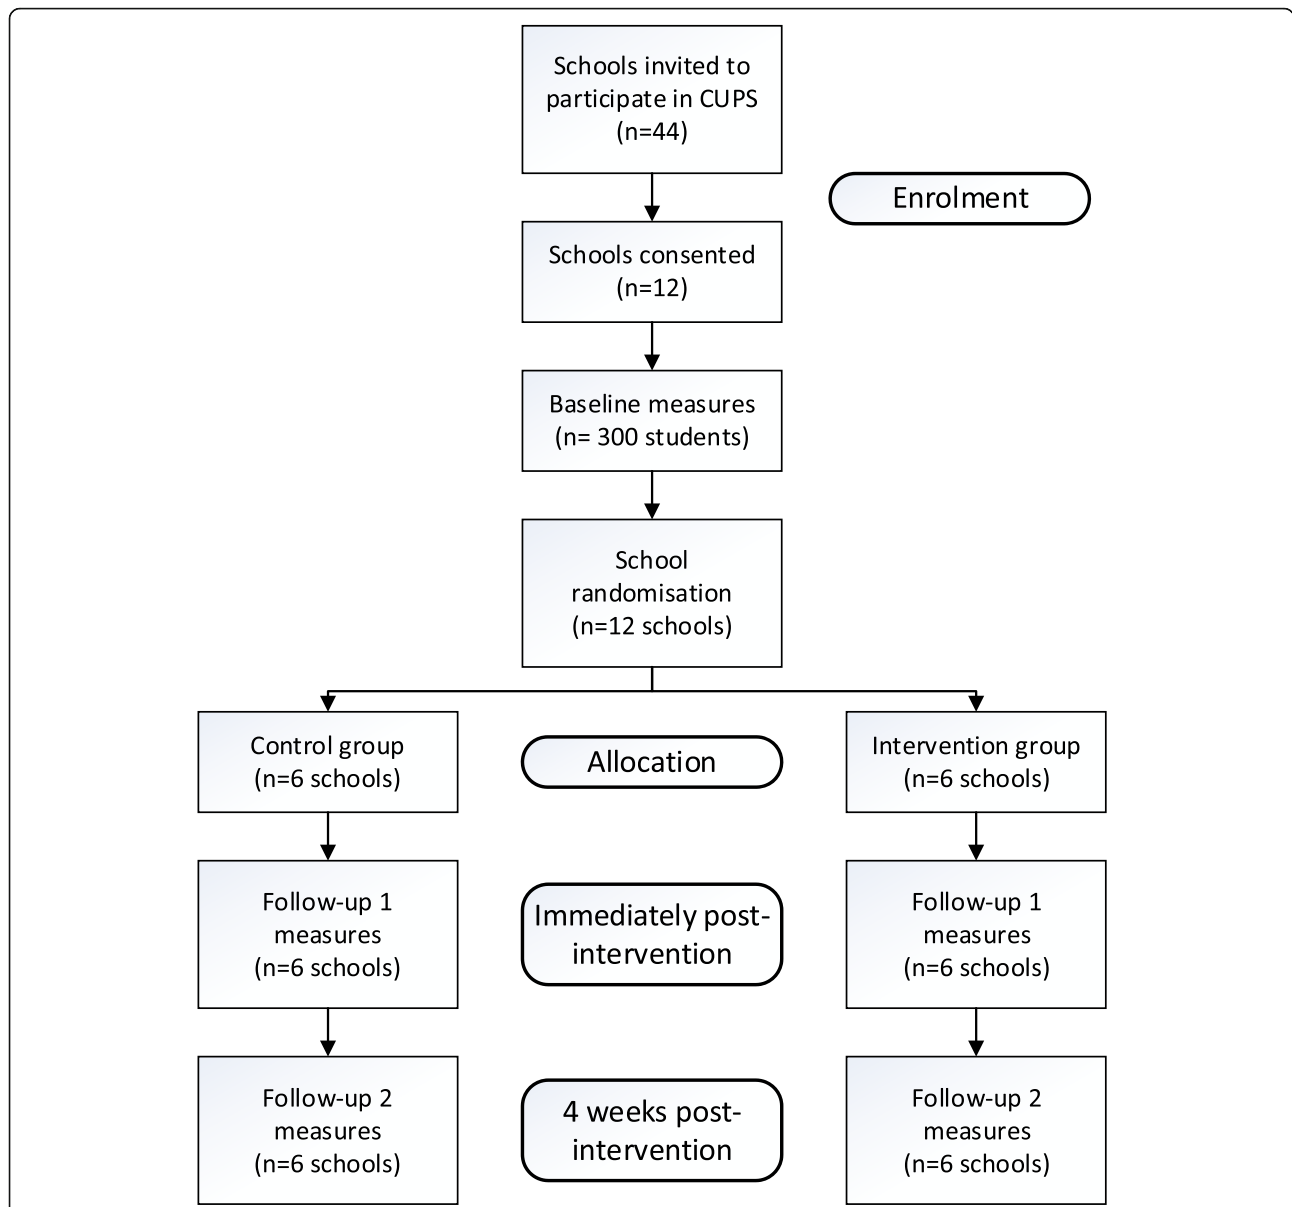 Schools invited to
participate in CUPS
(n=44)
Enrolment
Schools consented
(n=12)
Baseline measures
(n= 300 students)
School
randomisation
(n=12 schools)
Control group
(n=6 schools)
Allocation
Intervention group
(n=6 schools)
Follow-up 1
measures
(n=6 schools)
Immediately post-
intervention
Follow-up 1
measures
(n=6 schools)
Follow-up 2
measures
(n=6 schools)
4 weeks post-
intervention
Follow-up 2
measures
(n=6 schools)